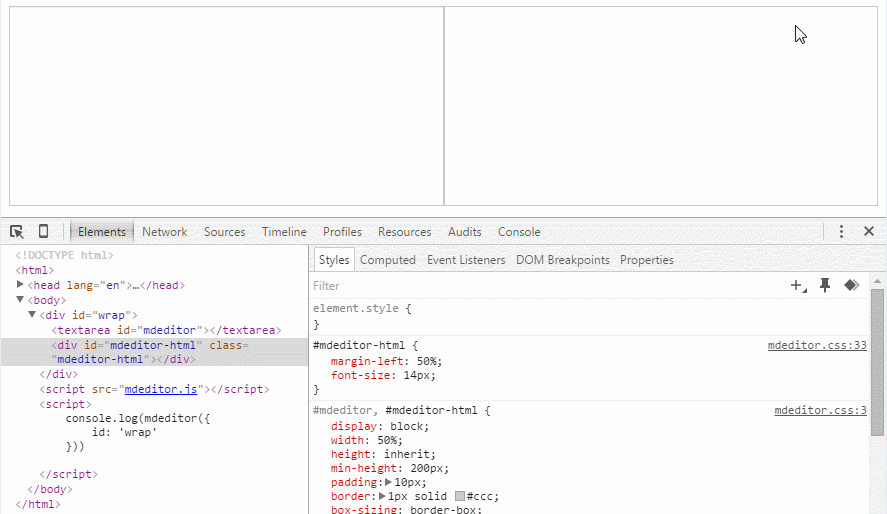 Elements Network Sources Timeline Profiles Resources Audits Console
<!DOCTYPE html>
<html>
<head lang="en">…</head>
<body>
<div id="wrap">
<textarea id="mdeditor"></textarea>
<div id="mdeditor-html" class=
"mdeditor-html"></div>
</div>
<script src="mdeditor.js"></script>
<script>
console.log(mdeditor({
id: 'wrap'
}))
</script>
</body>
</html>
Styles Computed Event Listeners DOM Breakpoints Properties
Filter
element.style {
}
#mdeditor-html { mdeditor.css:33
margin-left: 50%;
font-size: 14px;
}
#mdeditor, #mdeditor-html { mdeditor.css:3
display: block;
width: 50%;
height: inherit;
min-height: 200px;
padding: 10px;
border: 1px solid #ccc;
box-sizing: border-box;